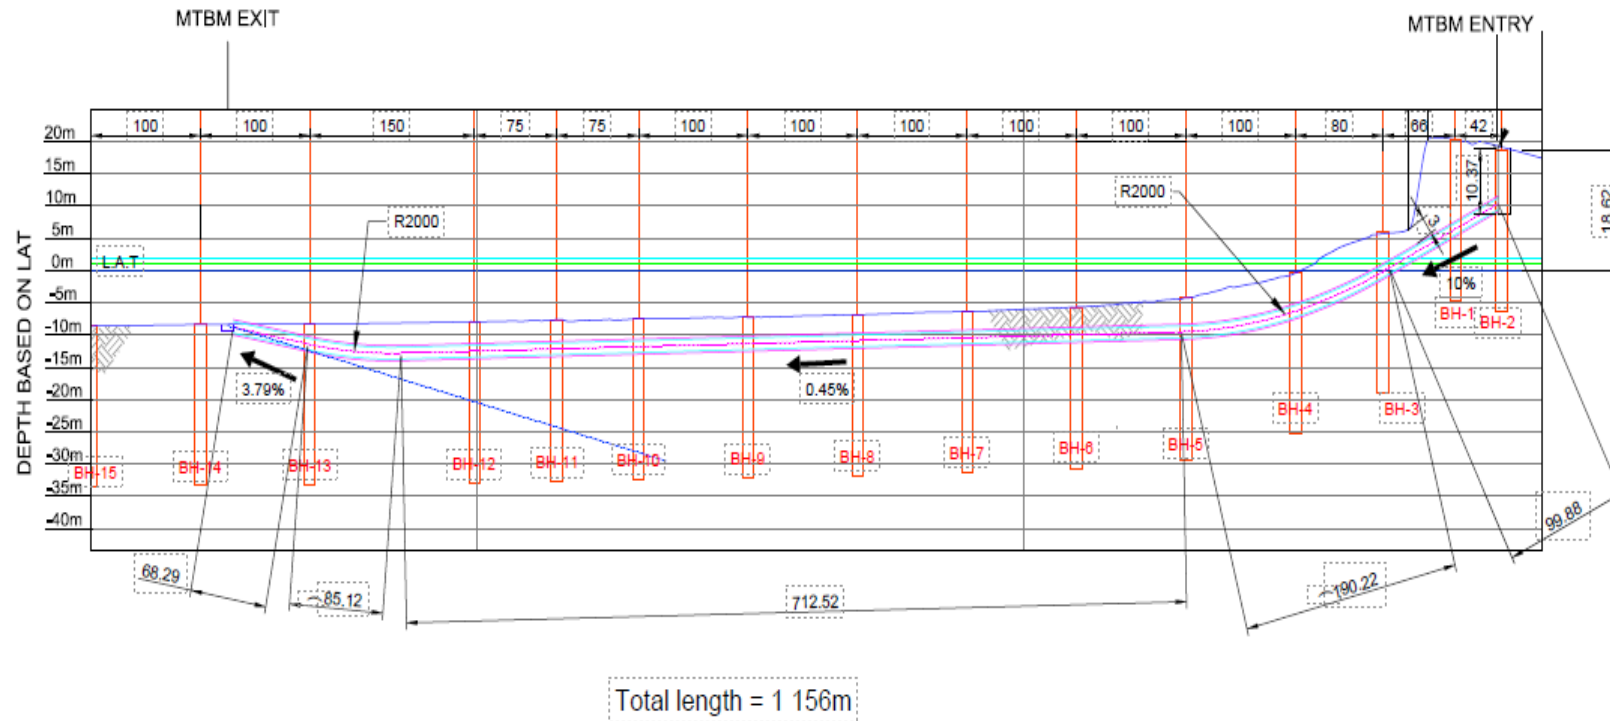 MTBM EXIT
MTBM ENTRY
100 100 150 75 75 100 100 100 100 100 100 80 66 42
20m
15m
10m
5m
0m
-5m
-10m
-15m
-20m
-25m
-30m
-35m
-40m
DEPTH BASED ON LAT
L.A.T
R2000
R2000
10.37
18.62
3
10%
3.79%
0.45%
BH-15
BH-14
BH-13
BH-12
BH-11
BH-10
BH-9
BH-8
BH-7
BH-6
BH-5
BH-4
BH-3
BH-1
BH-2
68.29
85.12
712.52
190.22
99.88
Total length = 1 156m